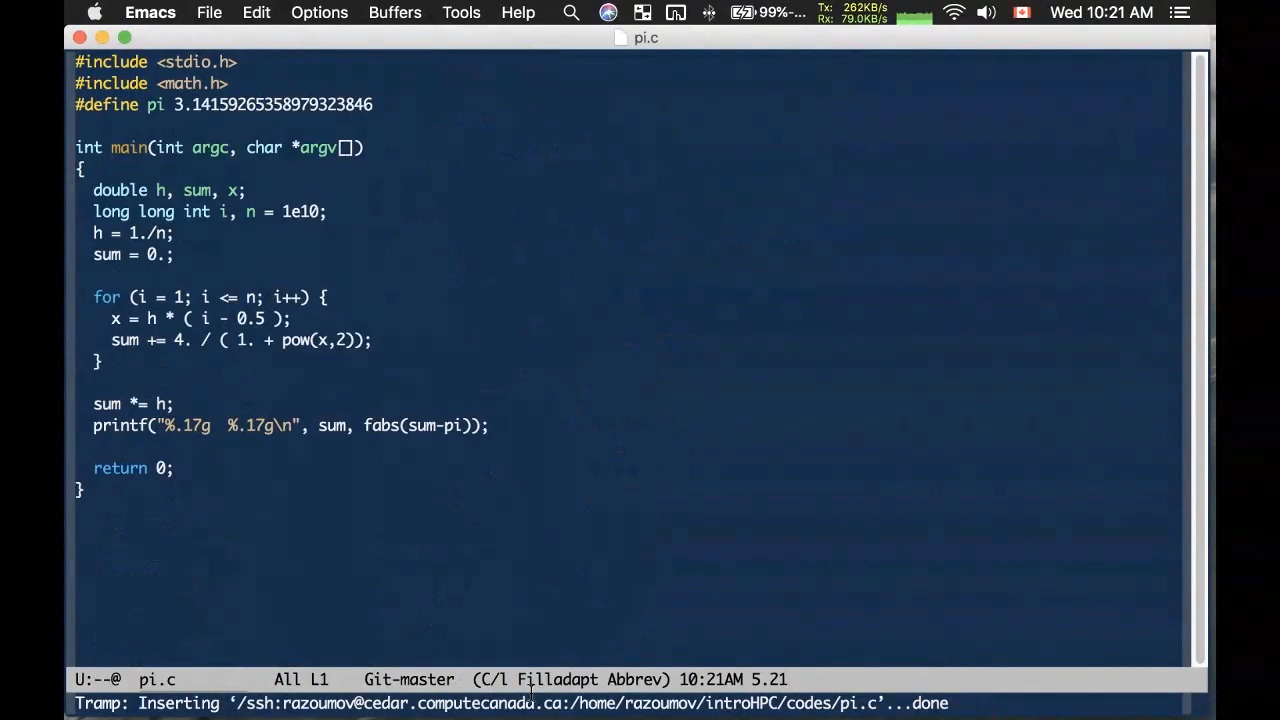 Emacs File Edit Options Buffers Tools Help 99%-... Tx: 262KB/s Rx: 79.0KB/s Wed 10:21 AM
pi.c
#include <stdio.h>
#include <math.h>
#define pi 3.14159265358979323846
int main(int argc, char *argv[])
{
  double h, sum, x;
  long long int i, n = 1e10;
  h = 1./n;
  sum = 0.;
  for (i = 1; i <= n; i++) {
    x = h * ( i - 0.5 );
    sum += 4. / ( 1. + pow(x,2));
  }
  sum *= h;
  printf("%.17g  %.17g\n", sum, fabs(sum-pi));
  return 0;
}
U:--@  pi.c           All L1    Git-master  (C/l Filladapt Abbrev) 10:21AM 5.21
Tramp: Inserting ‘/ssh:razoumov@cedar.computecanada.ca:/home/razoumov/introHPC/codes/pi.c’...done